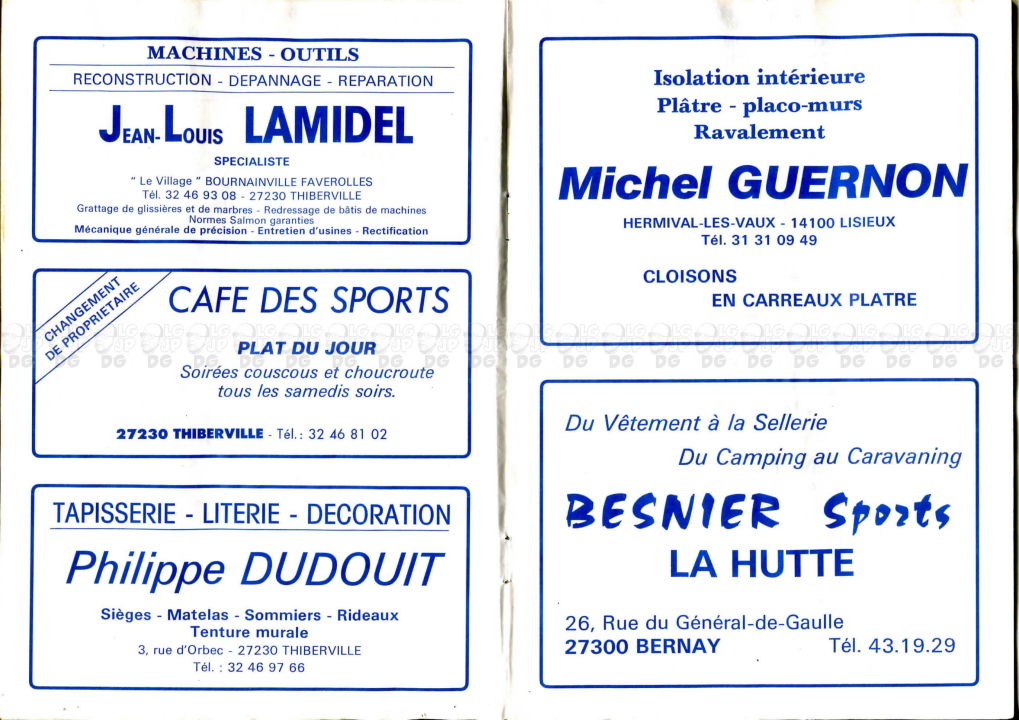 MACHINES - OUTILS
RECONSTRUCTION - DEPANNAGE - REPARATION
JEAN-LOUIS LAMIDEL
SPECIALISTE
" Le Village " BOURNAINVILLE FAVEROLLES
Tél. 32 46 93 08 - 27230 THIBERVILLE
Grattage de glissières et de marbres - Redressage de bâtis de machines
Normes Salmon garanties
Mécanique générale de précision - Entretien d'usines - Rectification
CHANGEMENT
DE PROPRIETAIRE
CAFE DES SPORTS
PLAT DU JOUR
Soirées couscous et choucroute
tous les samedis soirs.
27230 THIBERVILLE - Tél.: 32 46 81 02
TAPISSERIE - LITERIE - DECORATION
Philippe DUDOUIT
Sièges - Matelas - Sommiers - Rideaux
Tenture murale
3, rue d'Orbec - 27230 THIBERVILLE
Tél. : 32 46 97 66
Isolation intérieure
Plâtre - placo-murs
Ravalement
Michel GUERNON
HERMIVAL-LES-VAUX - 14100 LISIEUX
Tél. 31 31 09 49
CLOISONS
EN CARREAUX PLATRE
Du Vêtement à la Sellerie
Du Camping au Caravaning
BESNIER Sports
LA HUTTE
26, Rue du Général-de-Gaulle
27300 BERNAY Tél. 43.19.29